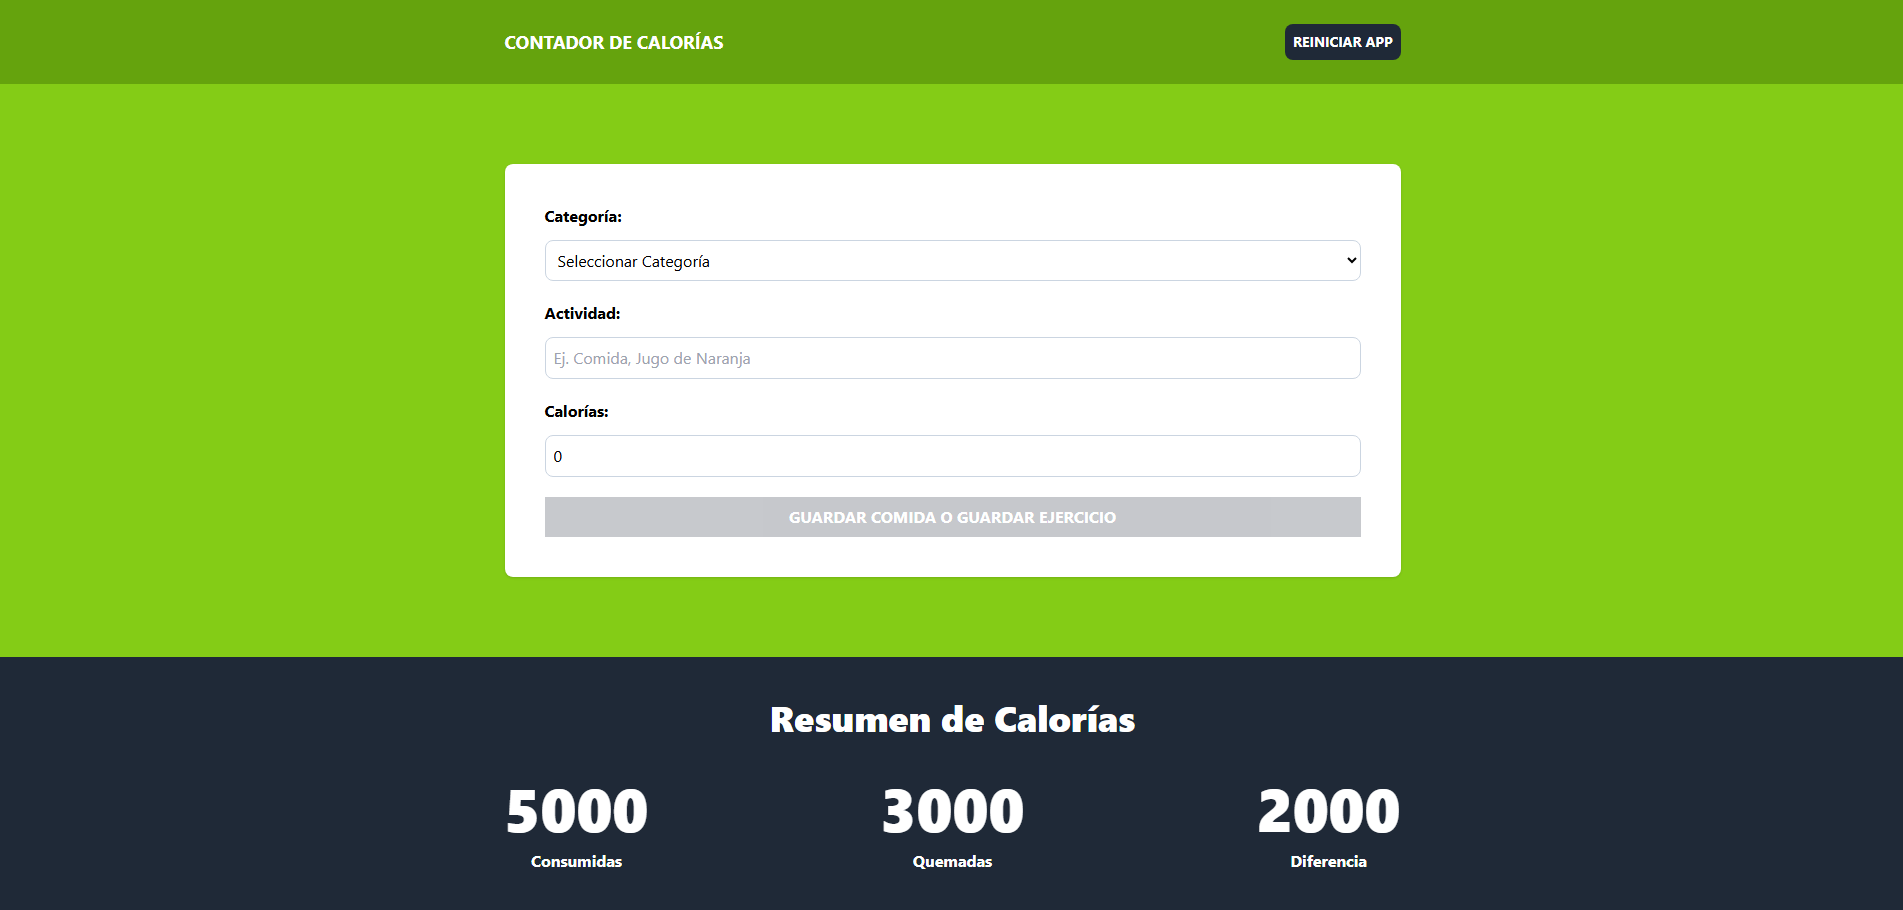 CONTADOR DE CALORÍAS
REINICIAR APP
Categoría:
Seleccionar Categoría
Actividad:
Ej. Comida, Jugo de Naranja
Calorías:
0
GUARDAR COMIDA O GUARDAR EJERCICIO
Resumen de Calorías
5000 3000 2000
Consumidas Quemadas Diferencia